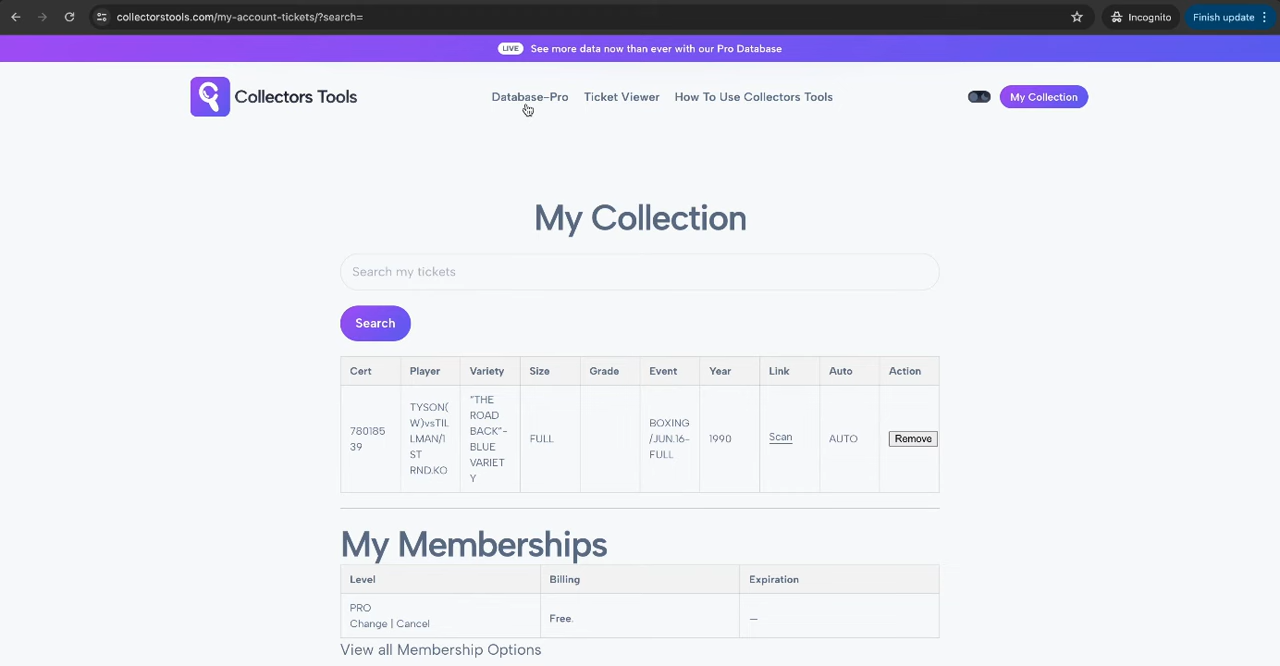 collectorstools.com/my-account-tickets/?search=
Incognito
Finish update
LIVE See more data now than ever with our Pro Database
Collectors Tools
Database-Pro
Ticket Viewer
How To Use Collectors Tools
My Collection
My Collection
Search my tickets
Search
Cert Player Variety Size Grade Event Year Link Auto Action
780185
39
TYSON(
W)vsTIL
LMAN/1
ST
RND.KO
"THE
ROAD
BACK"-
BLUE
VARIET
Y
FULL
BOXING
/JUN.16-
FULL
1990
Scan
AUTO
Remove
My Memberships
Level Billing Expiration
PRO
Change | Cancel
Free.
—
View all Membership Options